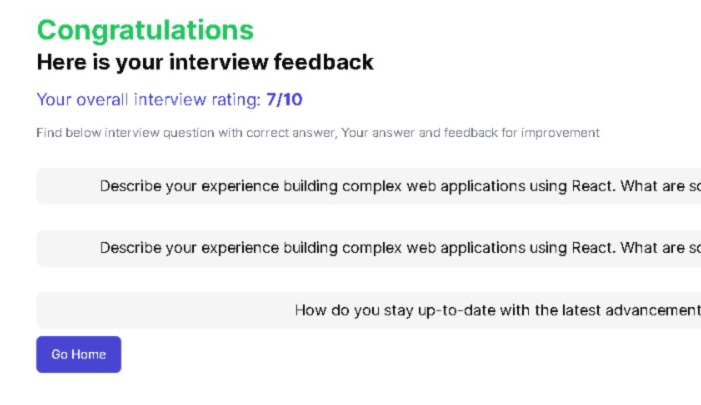 Congratulations
Here is your interview feedback
Your overall interview rating: 7/10
Find below interview question with correct answer, Your answer and feedback for improvement
Describe your experience building complex web applications using React. What are so
Describe your experience building complex web applications using React. What are so
How do you stay up-to-date with the latest advancement
Go Home